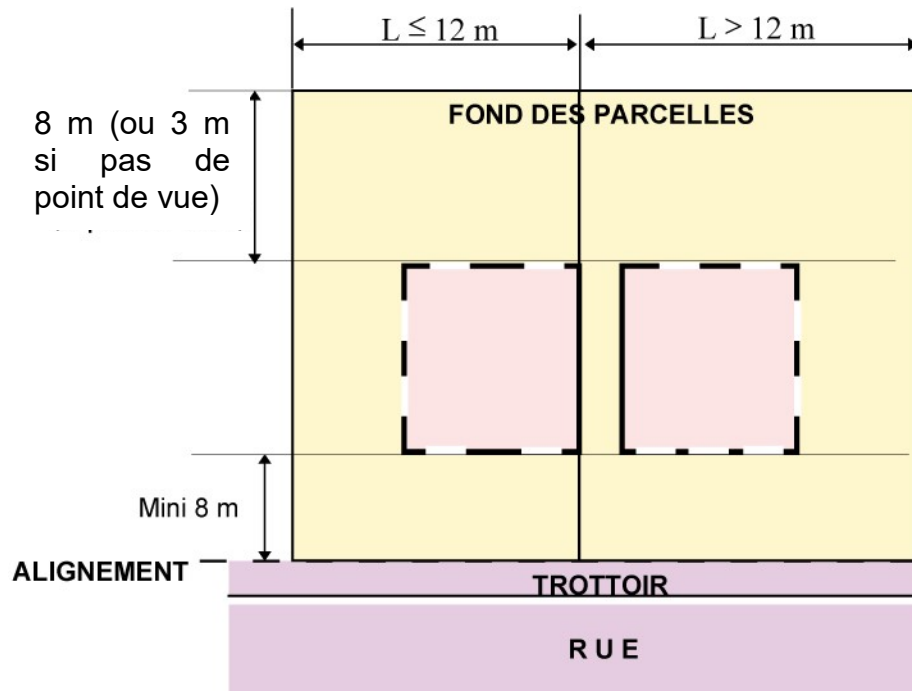 L ≤ 12 m
L > 12 m
FOND DES PARCELLES
8 m (ou 3 m
si pas de
point de vue)
Mini 8 m
ALIGNEMENT
TROTTOIR
RUE